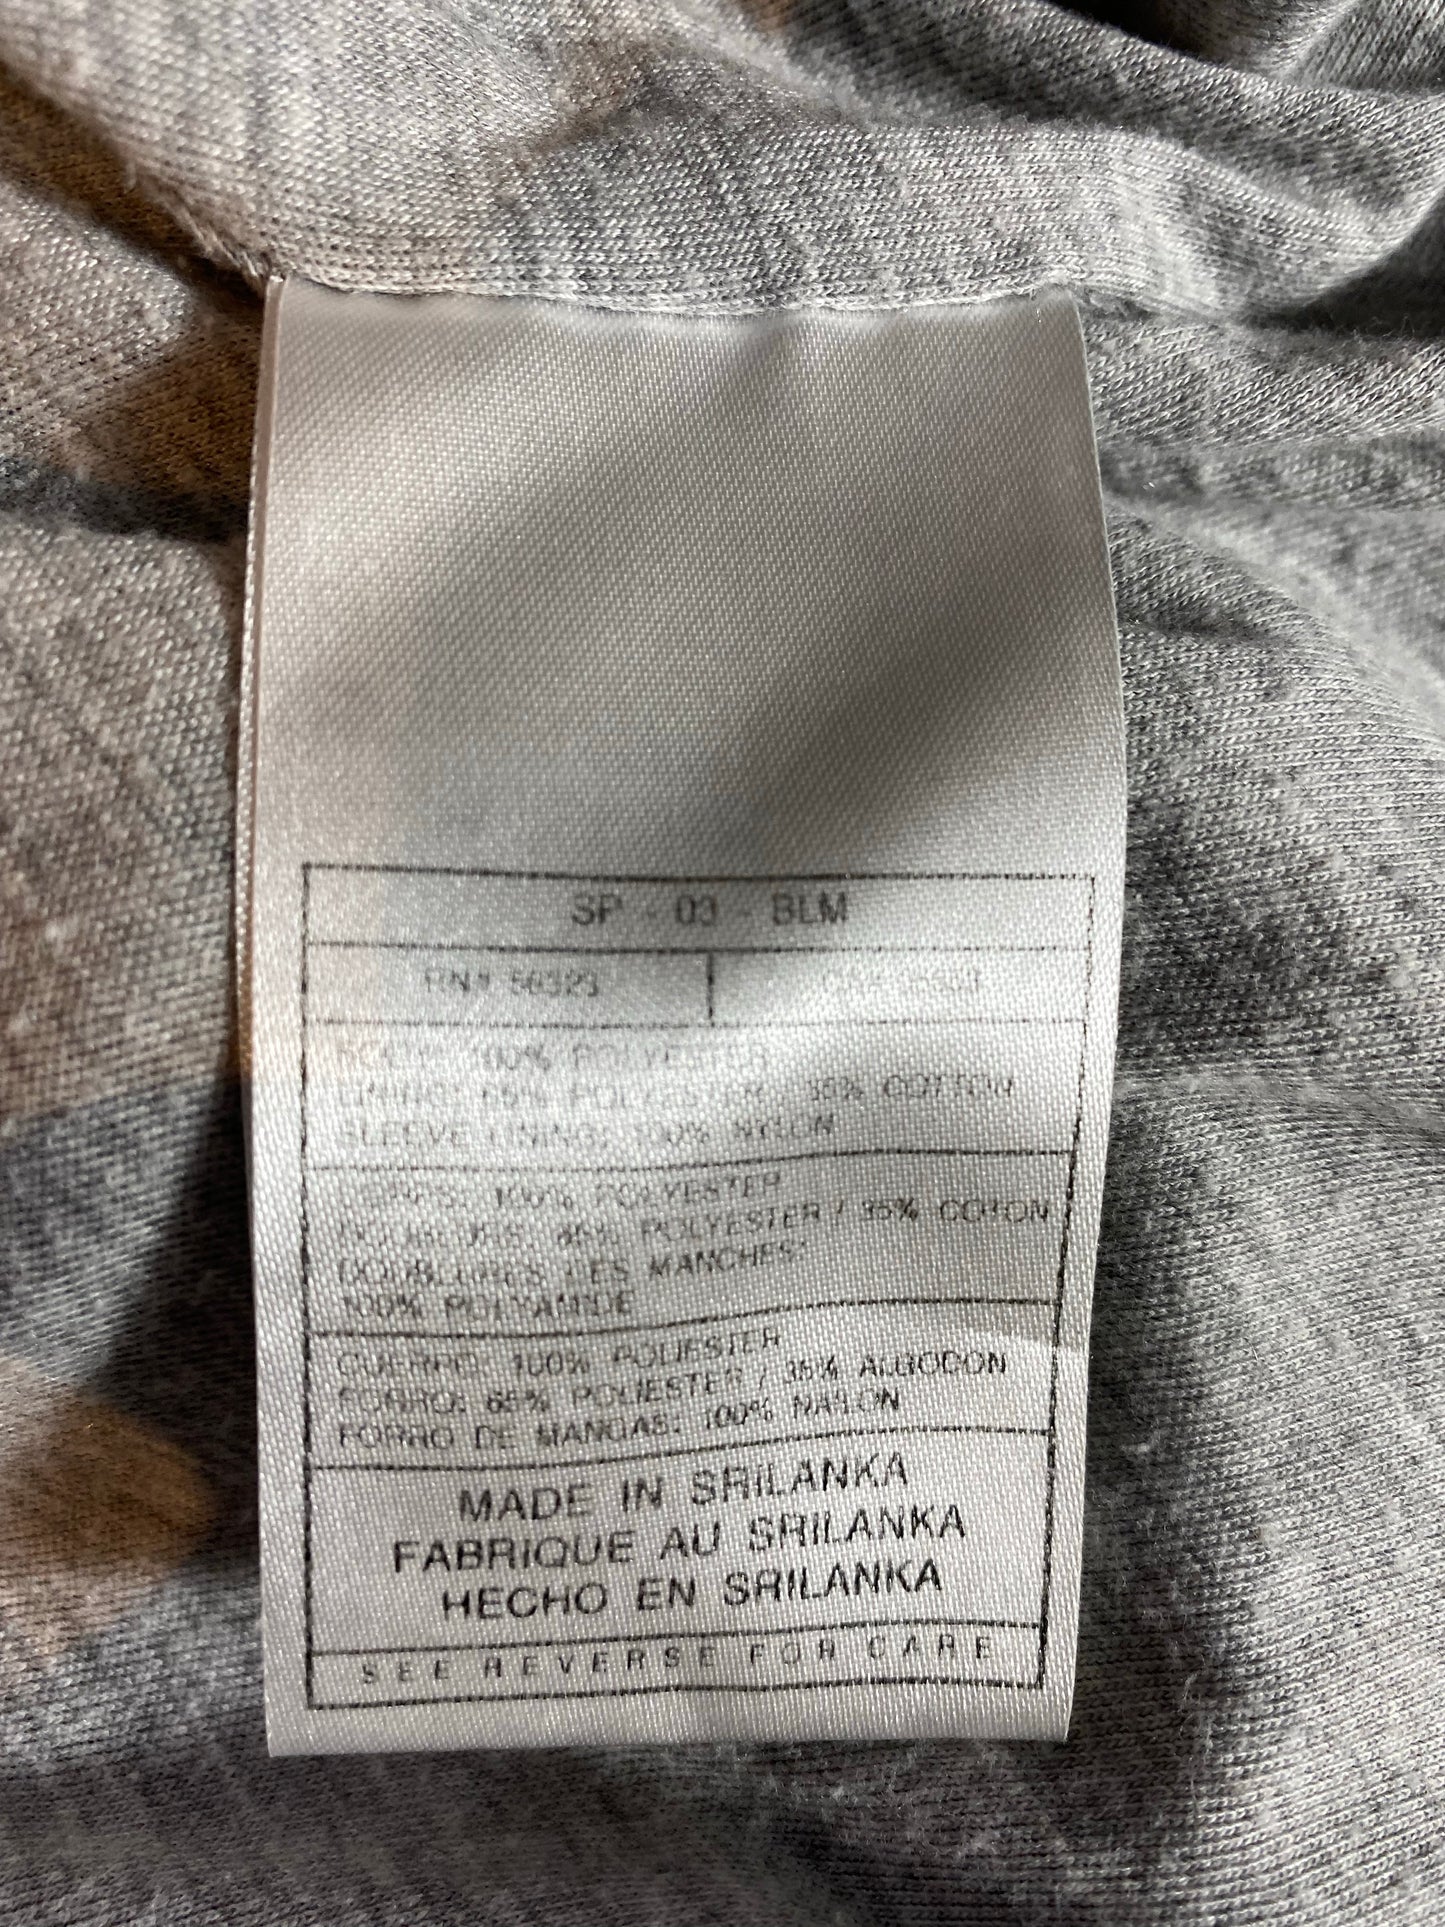 SP - 03 - BLM
RN# 56323
BODY: 100% POLYESTER
LINING: 65% POLYESTER / 35% COTTON
SLEEVE LINING: 100% NYLON
CORPS: 100% POLYESTER
DOUBLURES: 65% POLYESTER / 35% COTON
DOUBLURES DES MANCHES:
100% POLYAMIDE
CUERPO: 100% POLIESTER
FORRO: 65% POLIESTER / 35% ALGODON
FORRO DE MANGAS: 100% NAILON
MADE IN SRILANKA
FABRIQUE AU SRILANKA
HECHO EN SRILANKA
SEE REVERSE FOR CARE